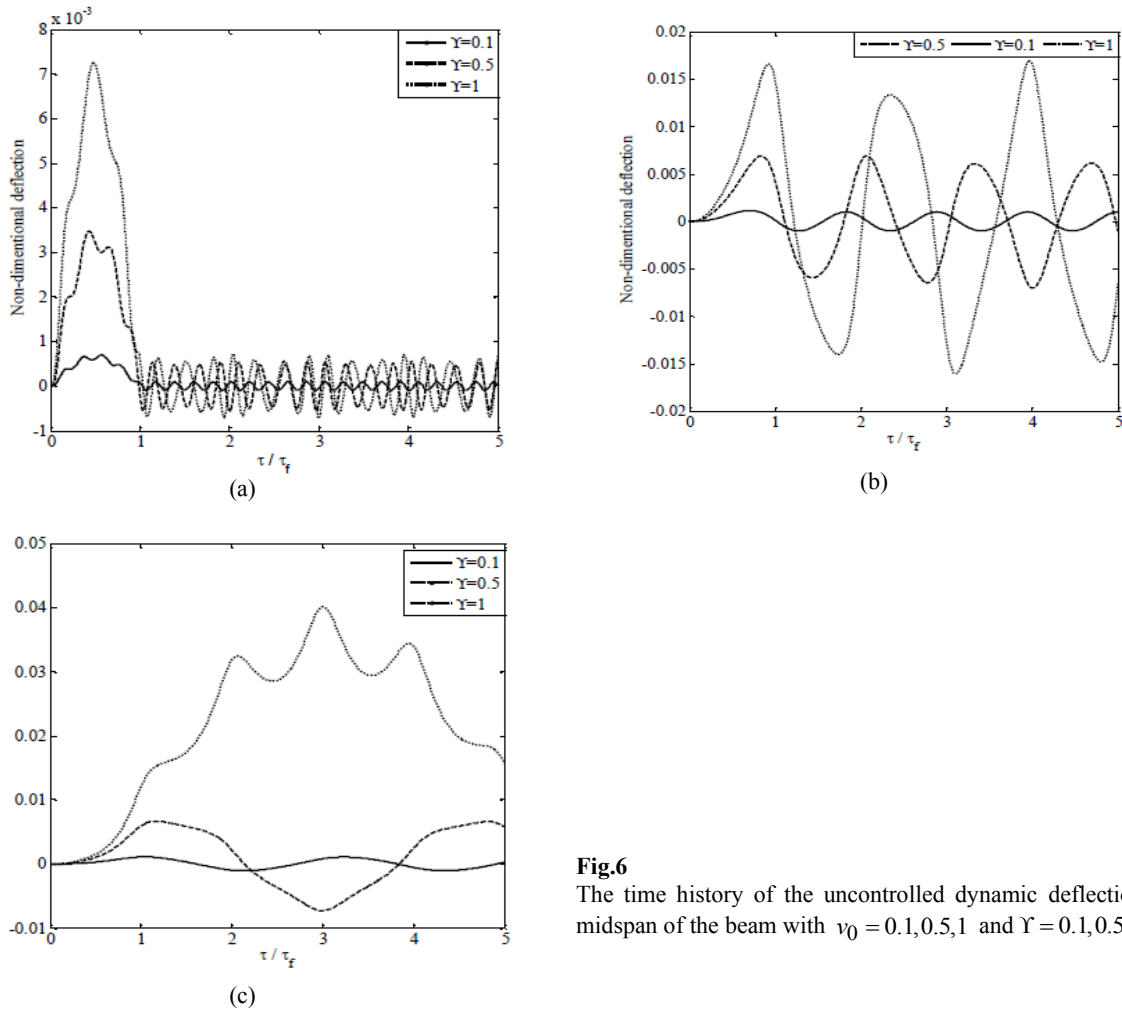 8 x 10-3
7
6
5
4
3
2
1
0
-1
0 1 2 3 4 5
Non-dimentional deflection
τ / τf
ϒ=0.1
ϒ=0.5
ϒ=1
(a)
0.02
0.015
0.01
0.005
0
-0.005
-0.01
-0.015
-0.02
0 1 2 3 4 5
Non-dimentional deflection
τ / τf
ϒ=0.5 ϒ=0.1 ϒ=1
(b)
0.05
0.04
0.03
0.02
0.01
0
-0.01
0 1 2 3 4 5
τ / τf
ϒ=0.1
ϒ=0.5
ϒ=1
(c)
Fig.6
The time history of the uncontrolled dynamic deflectio
midspan of the beam with v0 = 0.1,0.5,1 and ϒ = 0.1,0.5